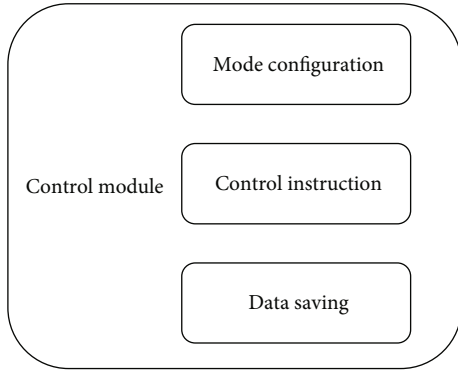 Mode configuration
Control module
Control instruction
Data saving